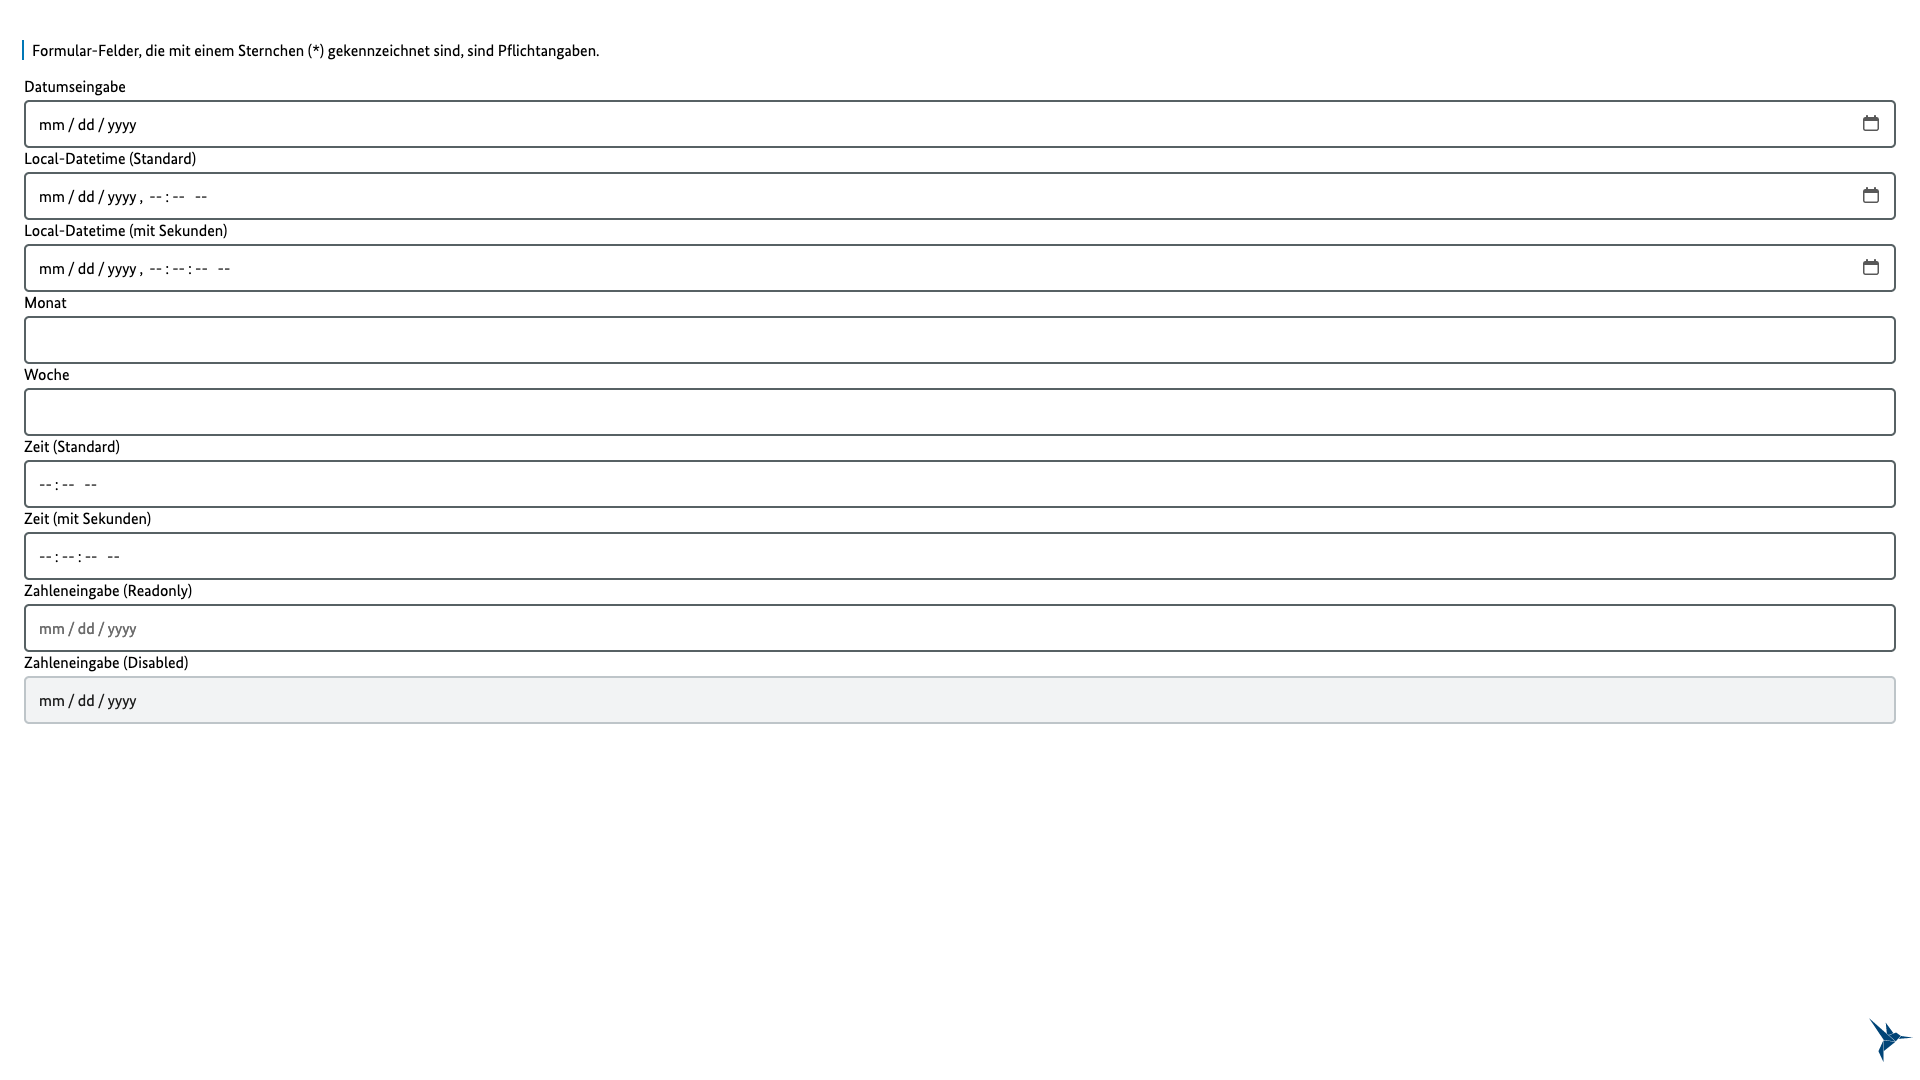 Formular-Felder, die mit einem Sternchen (*) gekennzeichnet sind, sind Pflichtangaben.
Datumseingabe
mm / dd / yyyy
Local-Datetime (Standard)
mm / dd / yyyy , -- : -- --
Local-Datetime (mit Sekunden)
mm / dd / yyyy , -- : -- : -- --
Monat
Woche
Zeit (Standard)
-- : -- --
Zeit (mit Sekunden)
-- : -- : -- --
Zahleneingabe (Readonly)
mm / dd / yyyy
Zahleneingabe (Disabled)
mm / dd / yyyy